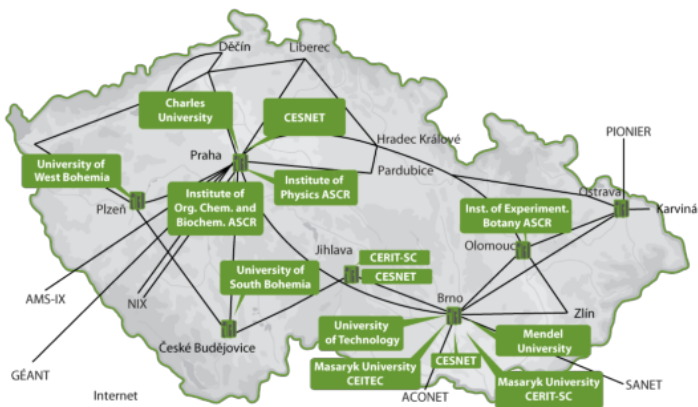 Děčín
Liberec
Charles
University
CESNET
Hradec Králové
PIONIER
Praha
University of
West Bohemia
Pardubice
Institute of
Physics ASCR
Institute of
Org. Chem. and
Biochem. ASCR
Plzeň
Ostrava
Karviná
Inst. of Experiment.
Botany ASCR
Olomouc
Jihlava
CERIT-SC
CESNET
University of
South Bohemia
AMS-IX
NIX
Brno
Zlín
University
of Technology
Mendel
University
České Budějovice
Masaryk University
CEITEC
CESNET
Masaryk University
CERIT-SC
GÉANT
SANET
Internet
ACONET